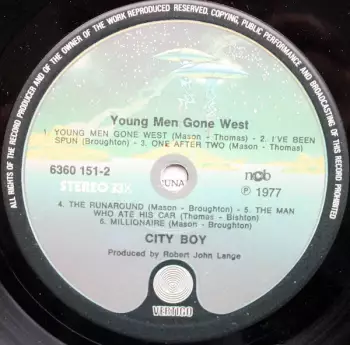 ALL RIGHTS OF THE RECORD PRODUCER AND OF THE OWNER OF THE WORK REPRODUCED RESERVED. COPYING, PUBLIC PERFORMANCE AND BROADCASTING OF THIS RECORD PROHIBITED
Young Men Gone West
1. YOUNG MEN GONE WEST (Mason - Thomas) - 2. I'VE BEEN
SPUN (Broughton) - 3. ONE AFTER TWO (Mason - Thomas)
6360 151-2
ncb
STEREO
UNA
℗ 1977
4. THE RUNAROUND (Mason - Broughton) - 5. THE MAN
WHO ATE HIS CAR (Thomas - Bishton)
6. MILLIONAIRE (Mason - Broughton)
CITY BOY
Produced by Robert John Lange
VERTIGO